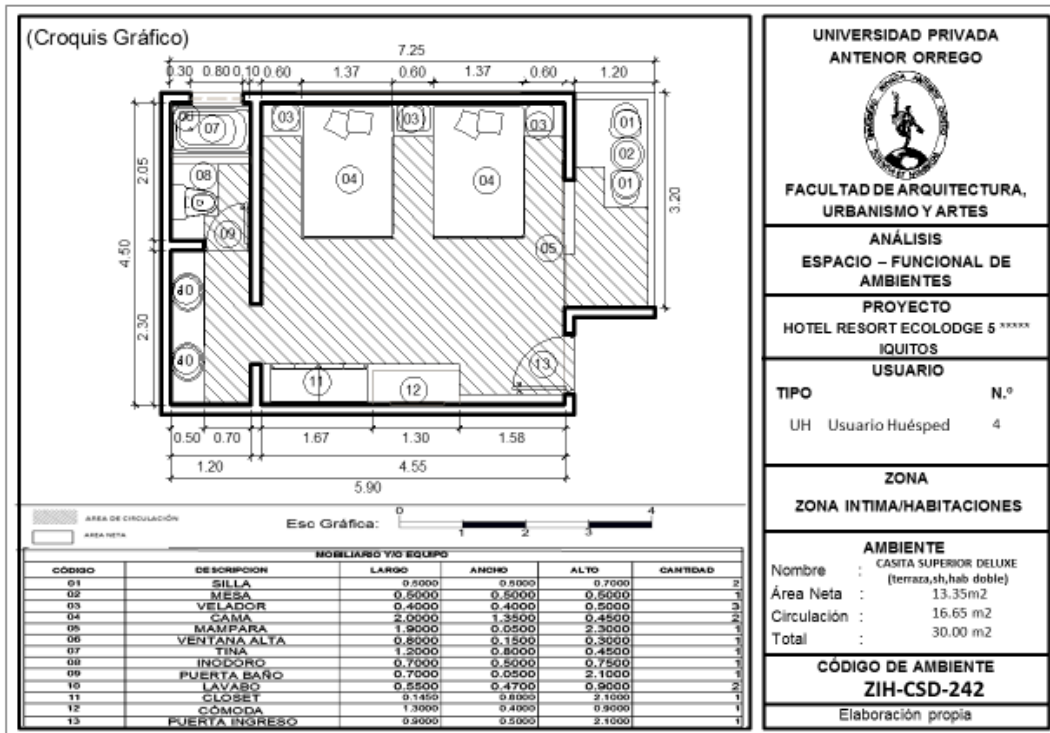 (Croquis Gráfico)
7.25
0.30 0.80 0.10 0.60 1.37 0.60 1.37 0.60 1.20
06 07 03 03 03 01
08 04 04 02
01
2.05
3.20
09 05
4.50
10
2.30
10 11 12 13
0.50 0.70 1.67 1.30 1.58
1.20 4.55
5.90
AREA DE CIRCULACIÓN
AREA NETA
Esc Gráfica: 0 1 2 3 4
MOBILIARIO Y/O EQUIPO
CÓDIGO DESCRIPCION LARGO ANCHO ALTO CANTIDAD
01 SILLA 0.5000 0.5000 0.7000 2
02 MESA 0.5000 0.5000 0.5000 1
03 VELADOR 0.4000 0.4000 0.5000 3
04 CAMA 2.0000 1.3500 0.4500 2
05 MAMPARA 1.9000 0.0500 2.3000 1
06 VENTANA ALTA 0.8000 0.1500 0.3000 1
07 TINA 1.2000 0.8000 0.4500 1
08 INODORO 0.7000 0.5000 0.7500 1
09 PUERTA BAÑO 0.7000 0.0500 2.1000 1
10 LAVABO 0.5500 0.4700 0.9000 2
11 CLOSET 0.1450 0.6000 2.1000 1
12 CÓMODA 1.3000 0.4000 0.9000 1
13 PUERTA INGRESO 0.9000 0.5000 2.1000 1
UNIVERSIDAD PRIVADA
ANTENOR ORREGO
FACULTAD DE ARQUITECTURA,
URBANISMO Y ARTES
ANÁLISIS
ESPACIO – FUNCIONAL DE
AMBIENTES
PROYECTO
HOTEL RESORT ECOLODGE 5 *****
IQUITOS
USUARIO
TIPO N.º
UH Usuario Huésped 4
ZONA
ZONA INTIMA/HABITACIONES
AMBIENTE
Nombre : CASITA SUPERIOR DELUXE
(terraza,sh,hab doble)
Área Neta : 13.35m2
Circulación : 16.65 m2
Total : 30.00 m2
CÓDIGO DE AMBIENTE
ZIH-CSD-242
Elaboración propia